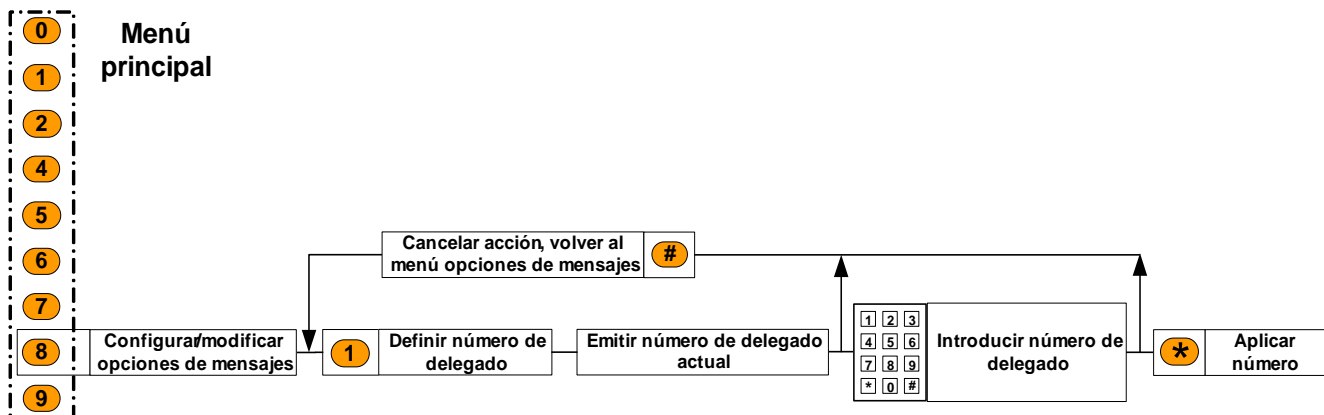 0
Menú
principal
1
2
4
5
6
7
Cancelar acción, volver al
menú opciones de mensajes
#
8
Configurar/modificar
opciones de mensajes
1
Definir número de
delegado
Emitir número de delegado
actual
1 2 3
4 5 6
7 8 9
* 0 #
Introducir número de
delegado
*
Aplicar
número
9